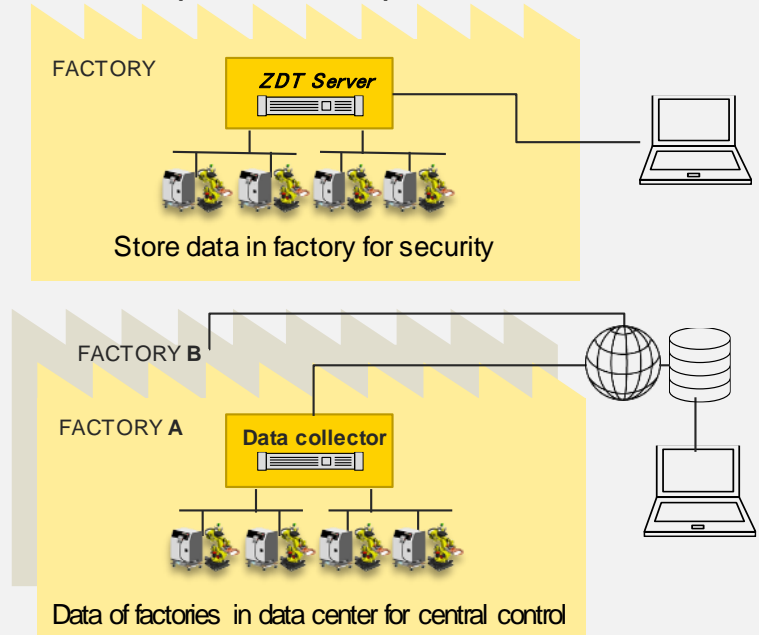 FACTORY
ZDT Server
Store data in factory for security
FACTORY B
FACTORY A
Data collector
Data of factories in data center for central control